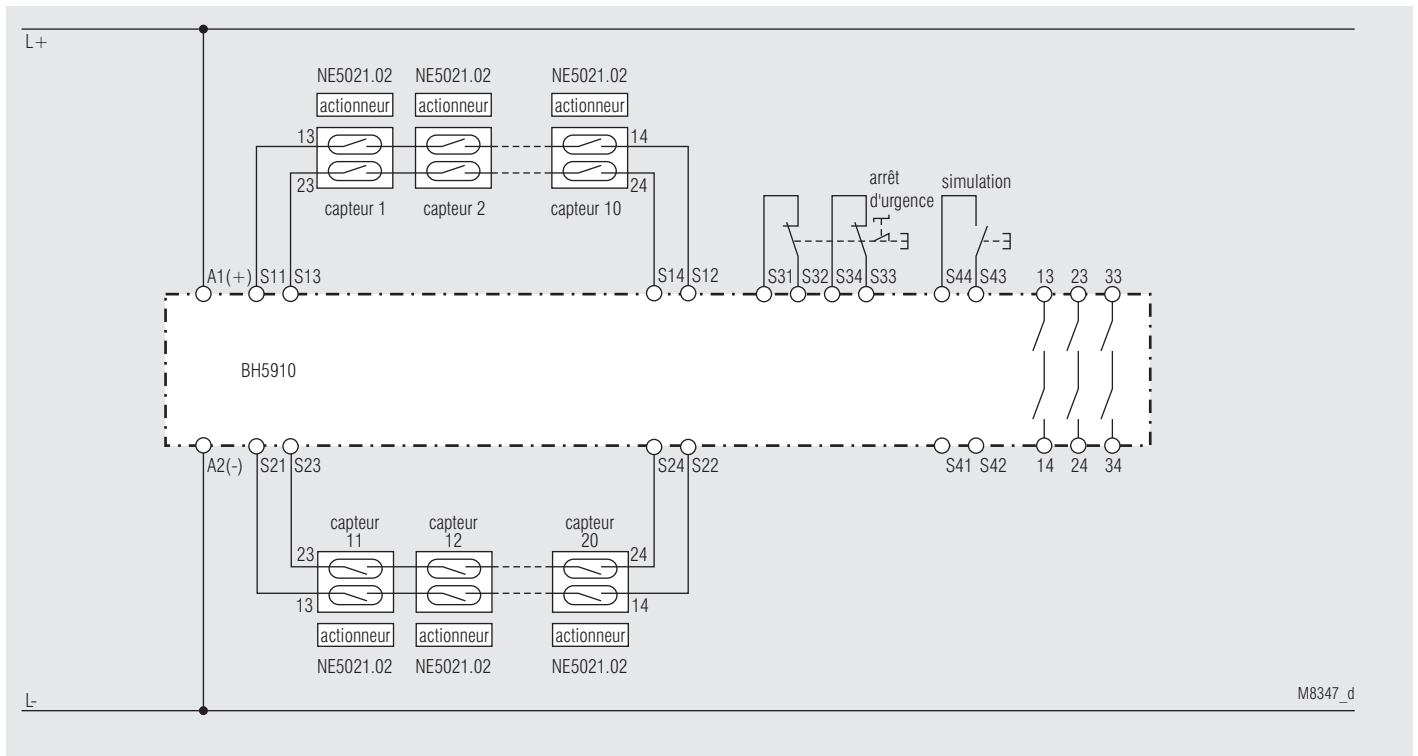 L+
NE5021.02 NE5021.02 NE5021.02
actionneur actionneur actionneur
13 14
23 24
capteur 1 capteur 2 capteur 10
arrêt
d'urgence
simulation
A1(+) S11 S13 S14 S12 S31 S32 S34 S33 S44 S43 13 23 33
BH5910
A2(-) S21 S23 S24 S22 S41 S42 14 24 34
capteur capteur capteur
11 12 20
23 24
13 14
actionneur actionneur actionneur
NE5021.02 NE5021.02 NE5021.02
L-
M8347_d